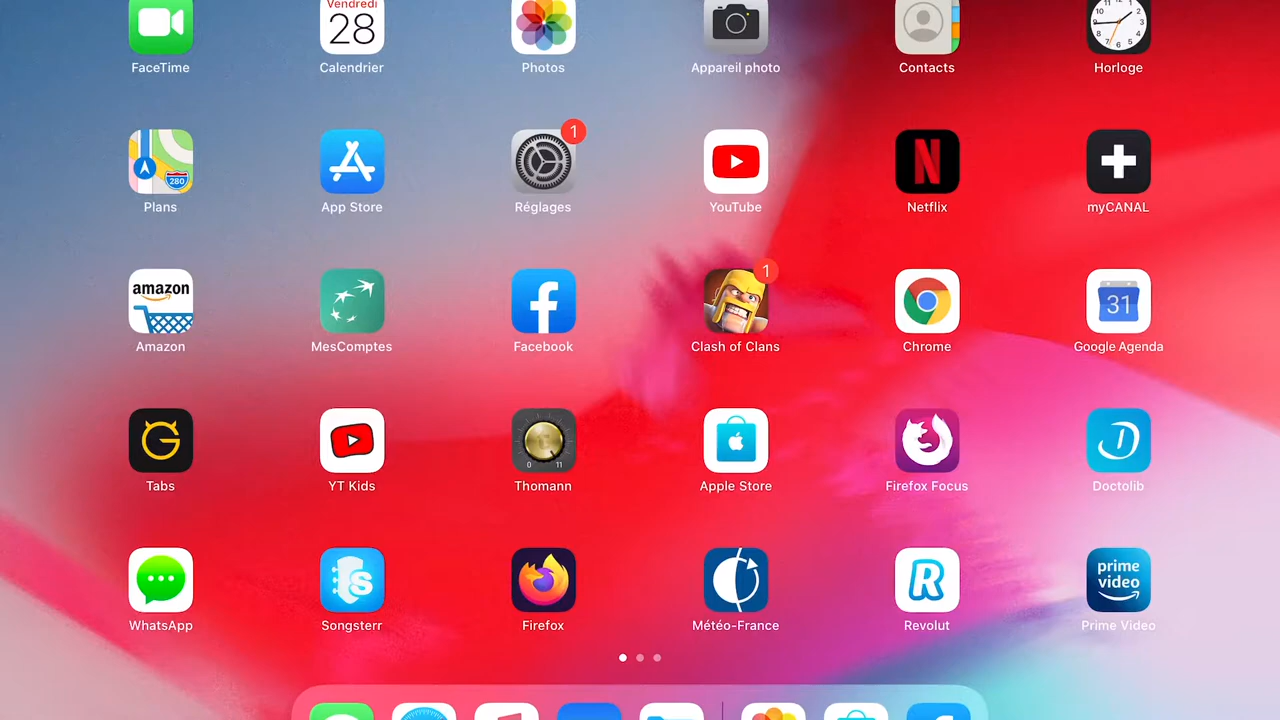 Vendredi
28
FaceTime
Calendrier
Photos
Appareil photo
Contacts
Horloge
280
1
Plans
App Store
Réglages
YouTube
Netflix
myCANAL
amazon
1
31
Amazon
MesComptes
Facebook
Clash of Clans
Chrome
Google Agenda
0 11
Tabs
YT Kids
Thomann
Apple Store
Firefox Focus
Doctolib
S
R
prime video
WhatsApp
Songsterr
Firefox
Météo-France
Revolut
Prime Video